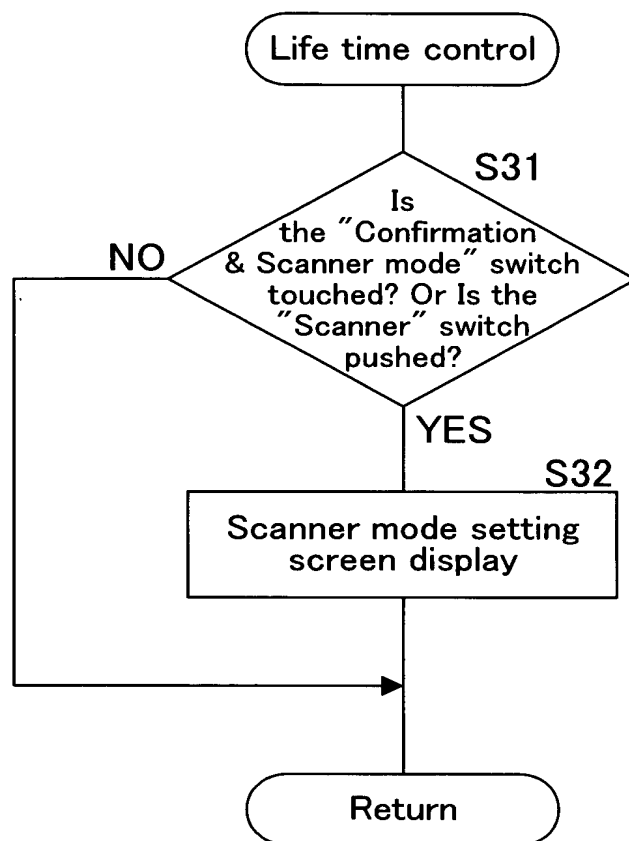 Life time control
S31
Is
the "Confirmation
& Scanner mode" switch
touched? Or Is the
"Scanner" switch
pushed?
NO
YES
S32
Scanner mode setting
screen display
Return